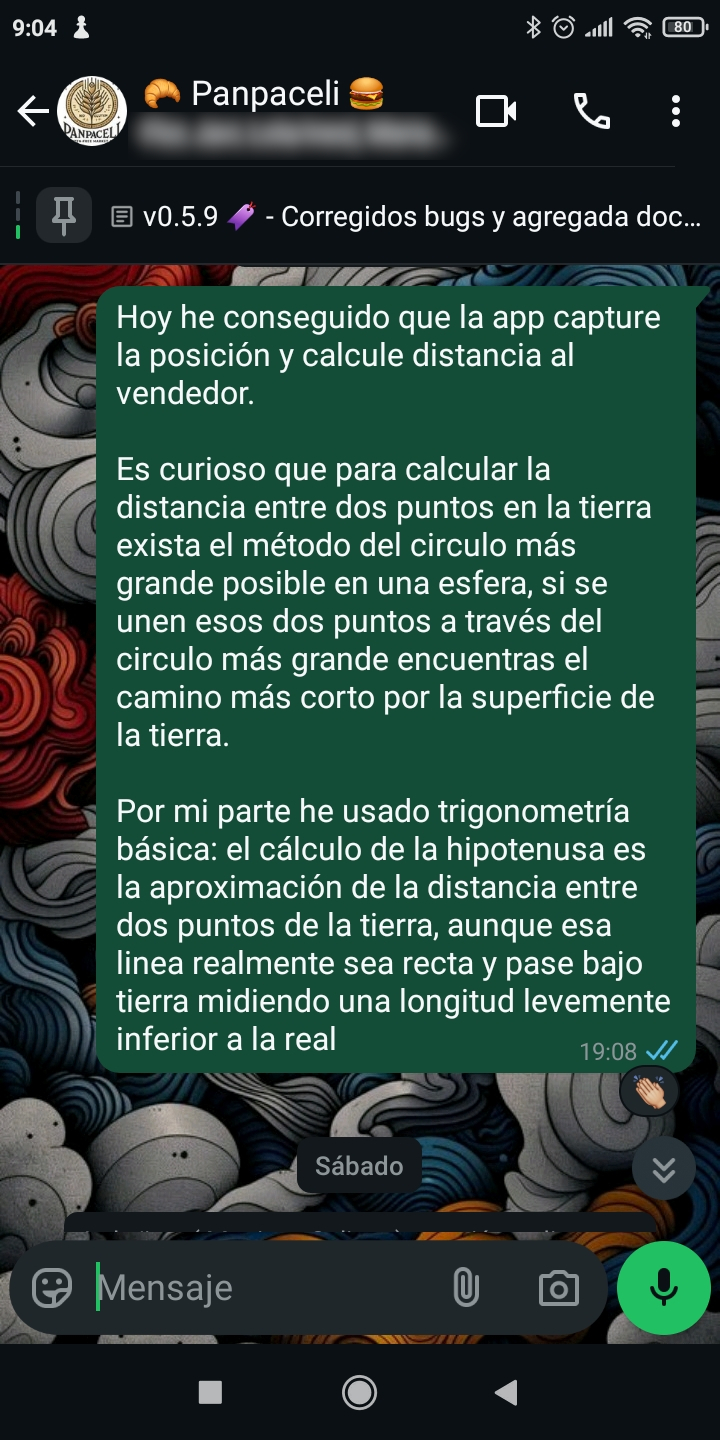 9:04
80
🥐 Panpaceli 🍔
PANPACELI
v0.5.9 - Corregidos bugs y agregada doc...
Hoy he conseguido que la app capture
la posición y calcule distancia al
vendedor.
Es curioso que para calcular la
distancia entre dos puntos en la tierra
exista el método del circulo más
grande posible en una esfera, si se
unen esos dos puntos a través del
circulo más grande encuentras el
camino más corto por la superficie de
la tierra.
Por mi parte he usado trigonometría
básica: el cálculo de la hipotenusa es
la aproximación de la distancia entre
dos puntos de la tierra, aunque esa
linea realmente sea recta y pase bajo
tierra midiendo una longitud levemente
inferior a la real
19:08
Sábado
Mensaje